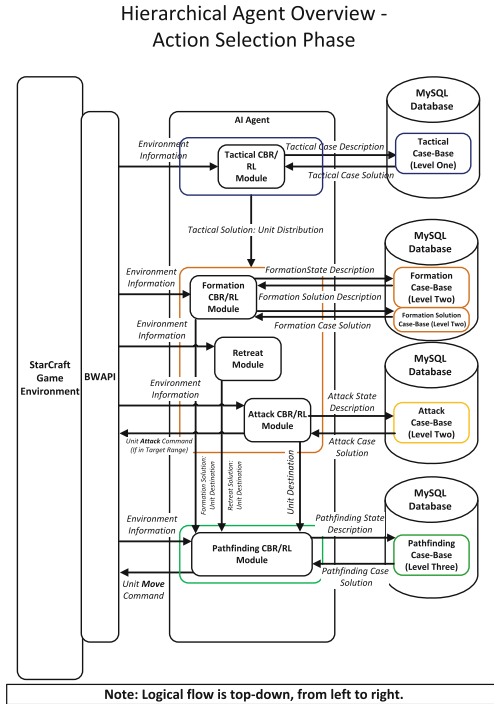 Hierarchical Agent Overview -
Action Selection Phase
StarCraft
Game
Environment
BWAPI
AI Agent
Environment
Information
Tactical CBR/
RL
Module
Tactical Case Description
Tactical Case Solution
MySQL
Database
Tactical
Case-Base
(Level One)
Tactical Solution: Unit Distribution
Environment
Information
Formation
CBR/RL
Module
FormationState Description
Formation Solution Description
Formation Case Solution
MySQL
Database
Formation
Case-Base
(Level Two)
Formation Solution
Case-Base (Level Two)
Environment
Information
Retreat
Module
Environment
Information
Attack CBR/RL
Module
Attack State
Description
Attack Case
Solution
MySQL
Database
Attack
Case-Base
(Level Two)
Unit Attack Command
(If in Target Range)
Formation Solution:
Unit Destination
Retreat Solution:
Unit Destination
Unit Destination
Environment
Information
Pathfinding CBR/RL
Module
Pathfinding State
Description
Pathfinding Case
Solution
MySQL
Database
Pathfinding
Case-Base
(Level Three)
Unit Move
Command
Note: Logical flow is top-down, from left to right.